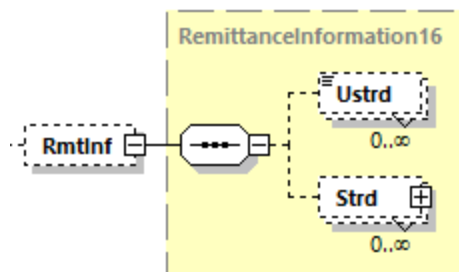 RemittanceInformation16
Ustrd
0..∞
RmtInf
Strd
0..∞